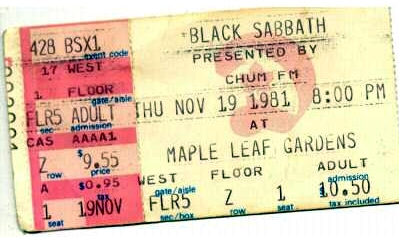 428 BSX1
event code
17 WEST
1 FLOOR
gate/aisle
FLR5 ADULT
sec admission
CAS AAAA1
Z $ 9.55
row price
A $0.95
tax
1 19NOV
seat
BLACK SABBATH
PRESENTED BY
CHUM FM
THU NOV 19 1981 8:00 PM
AT
MAPLE LEAF GARDENS
WEST FLOOR ADULT
gate/aisle admission
FLR5 Z 1 10.50
sec/box row seat tax included